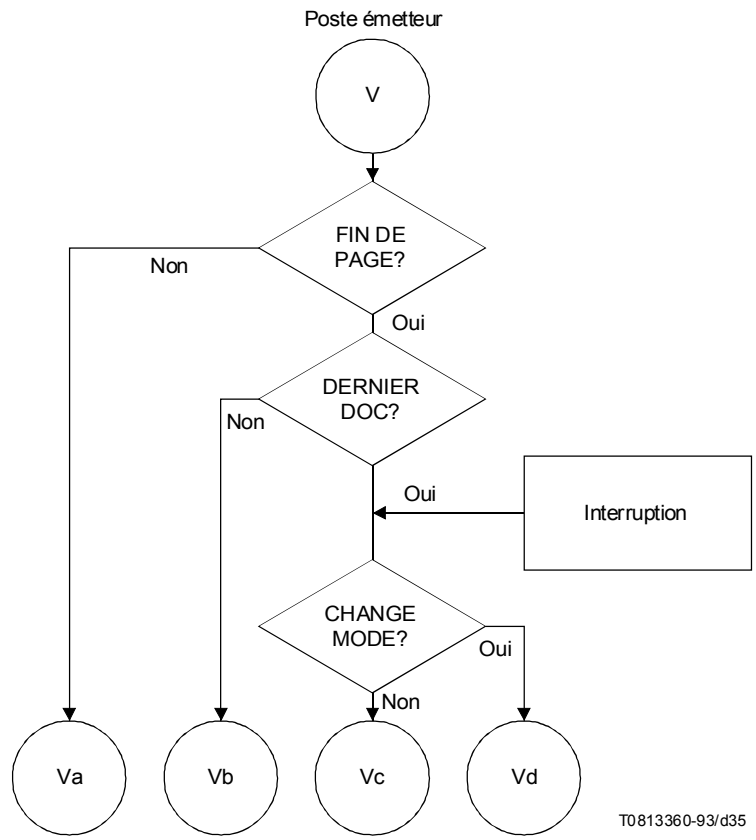 Poste émetteur
V
FIN DE
PAGE?
Non
Oui
DERNIER
DOC?
Non
Oui
Interruption
CHANGE
MODE?
Oui
Non
Va
Vb
Vc
Vd
T0813360-93/d35